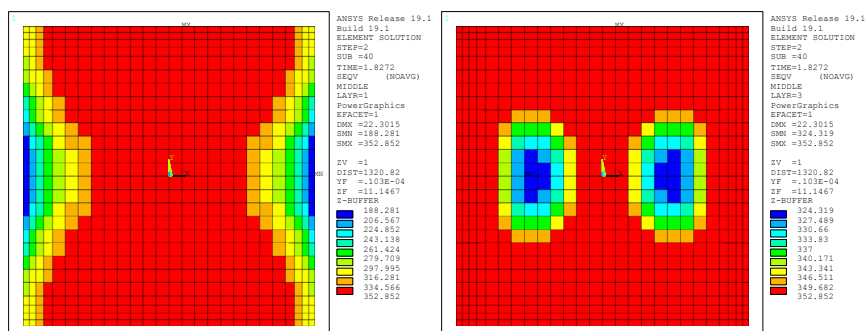 1
MX
Y
X
MN
ANSYS Release 19.1
Build 19.1
ELEMENT SOLUTION
STEP=2
SUB =40
TIME=1.8272
SEQV (NOAVG)
MIDDLE
LAYR=1
PowerGraphics
EFACET=1
DMX =22.3015
SMN =188.281
SMX =352.852
ZV =1
DIST=1320.82
YF =.103E-04
ZF =11.1467
Z-BUFFER
188.281
206.567
224.852
243.138
261.424
279.709
297.995
316.281
334.566
352.852
1
MX
MN
Y
X
ANSYS Release 19.1
Build 19.1
ELEMENT SOLUTION
STEP=2
SUB =40
TIME=1.8272
SEQV (NOAVG)
MIDDLE
LAYR=3
PowerGraphics
EFACET=1
DMX =22.3015
SMN =324.319
SMX =352.852
ZV =1
DIST=1320.82
YF =.103E-04
ZF =11.1467
Z-BUFFER
324.319
327.489
330.66
333.83
337
340.171
343.341
346.511
349.682
352.852